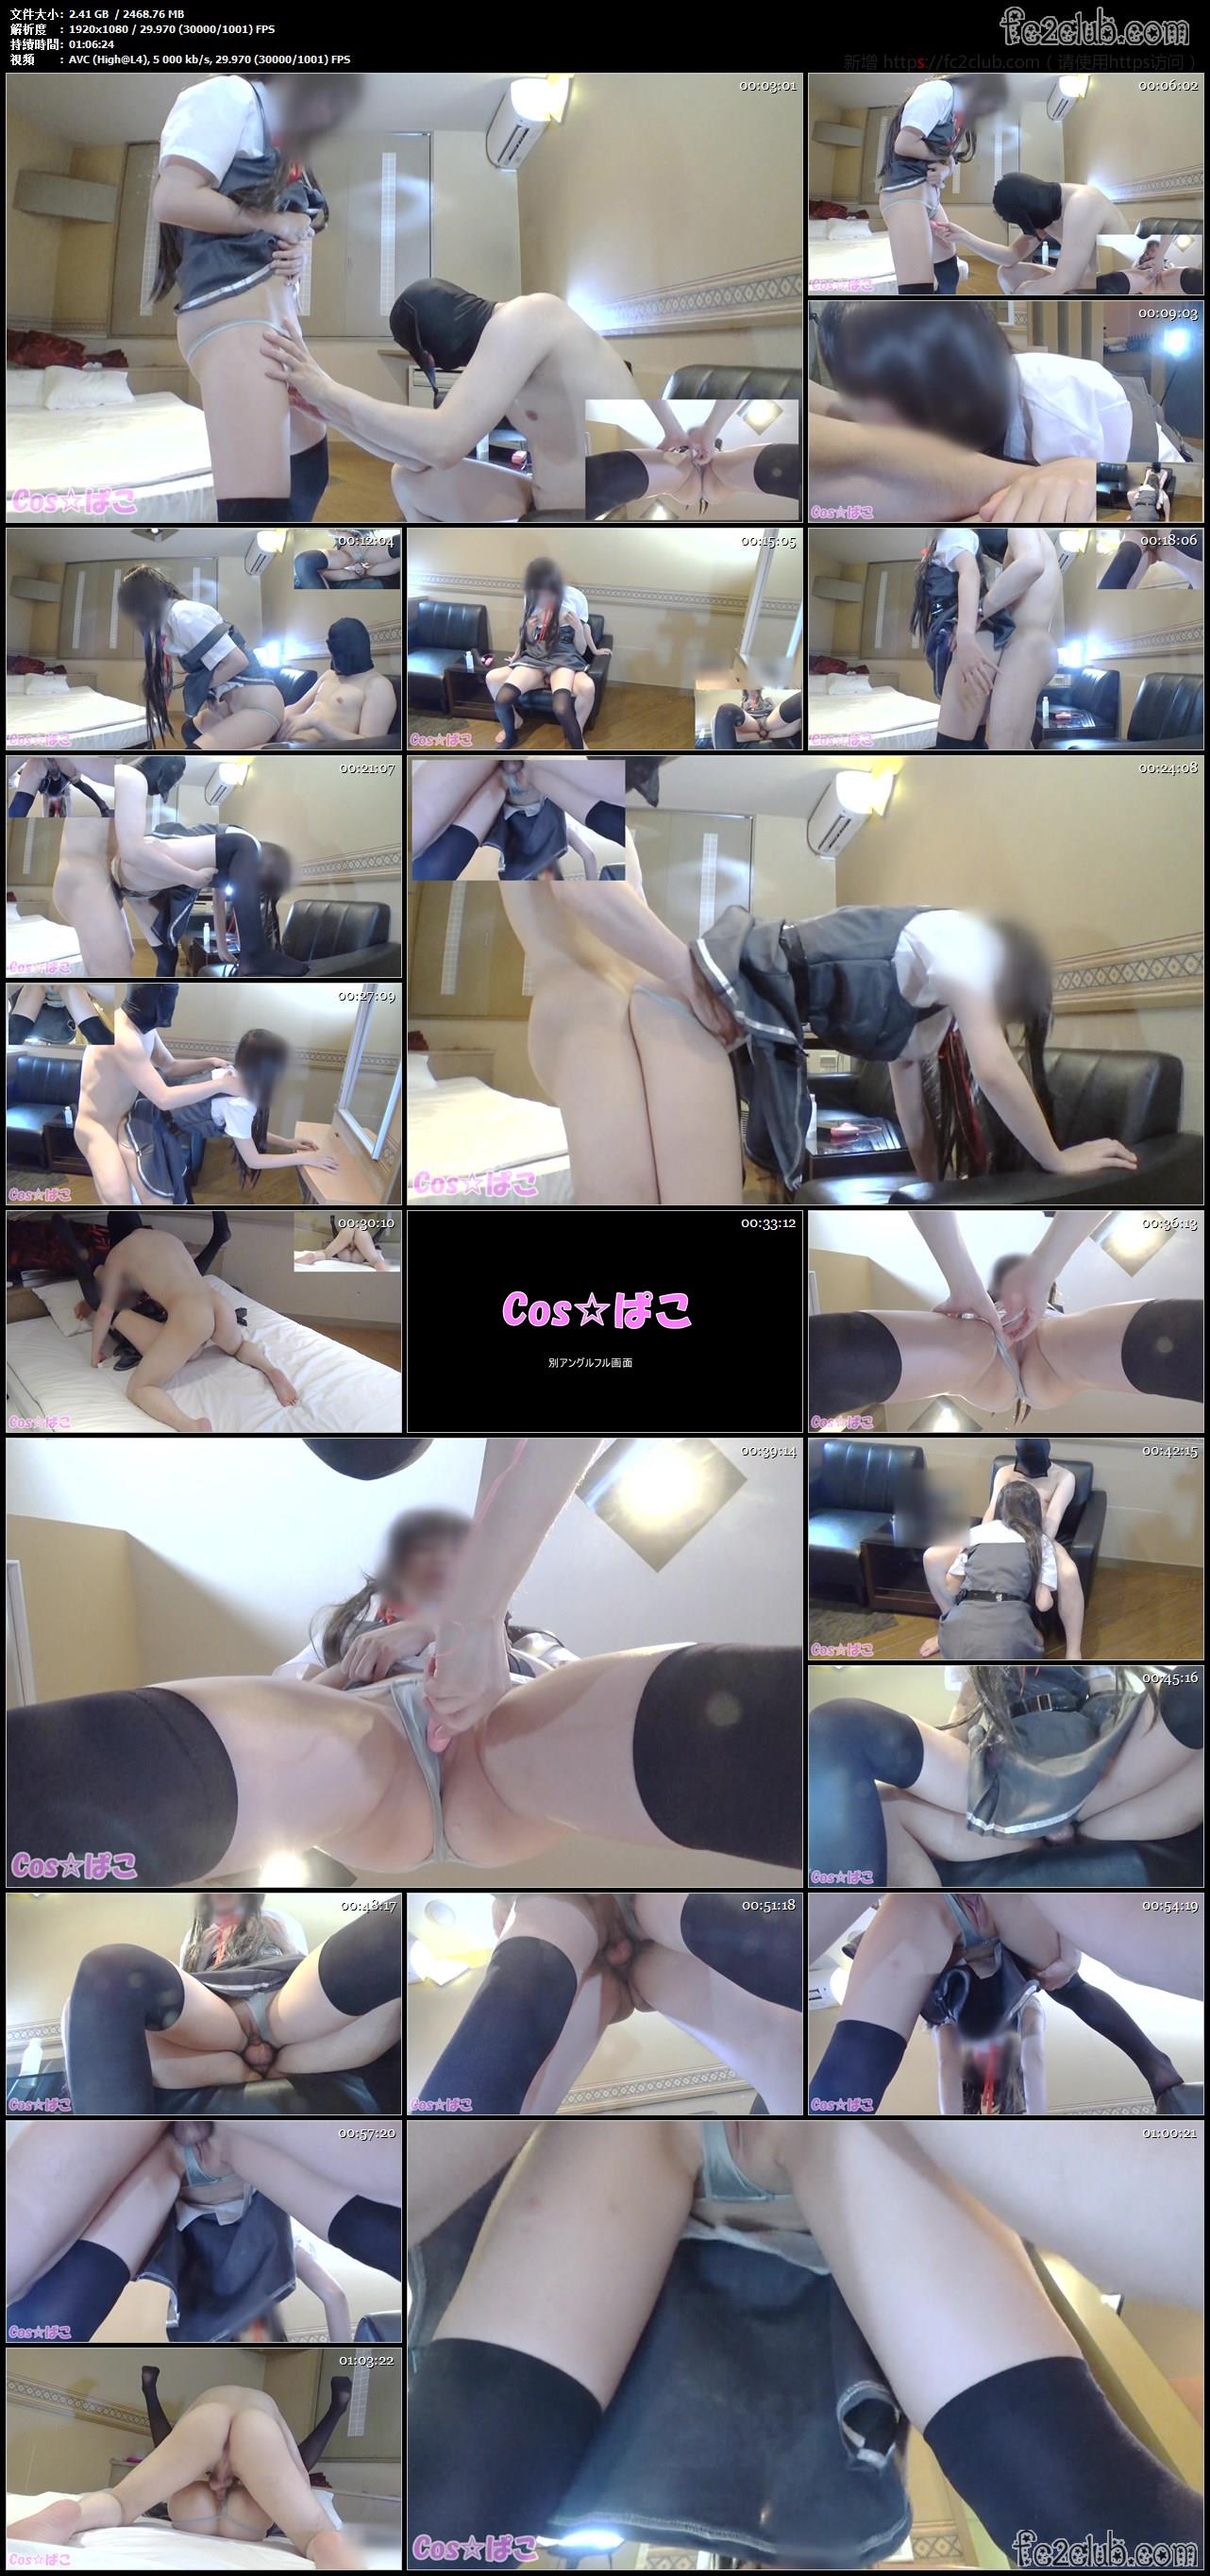 文件大小: 2.41 GB / 2468.76 MB
解析度 : 1920x1080 / 29.970 (30000/1001) FPS
持续時間: 01:06:24
視頻 : AVC (High@L4), 5 000 kb/s, 29.970 (30000/1001) FPS
fc2club.com
新增 https://fc2club.com ( 请使用https访问 )
00:03:01
Cos☆ぱこ
00:06:02
Cos☆ぱこ
00:09:03
Cos☆ぱこ
00:12:04
Cos☆ぱこ
00:15:05
Cos☆ぱこ
00:18:06
Cos☆ぱこ
00:21:07
Cos☆ぱこ
00:24:08
Cos☆ぱこ
00:27:09
Cos☆ぱこ
00:30:10
Cos☆ぱこ
00:33:12
Cos☆ぱこ
別アングルフル画面
00:36:13
Cos☆ぱこ
00:39:14
Cos☆ぱこ
00:42:15
Cos☆ぱこ
00:45:16
Cos☆ぱこ
00:48:17
Cos☆ぱこ
00:51:18
Cos☆ぱこ
00:54:19
Cos☆ぱこ
00:57:20
Cos☆ぱこ
01:00:21
Cos☆ぱこ
01:03:22
Cos☆ぱこ
fc2club.com